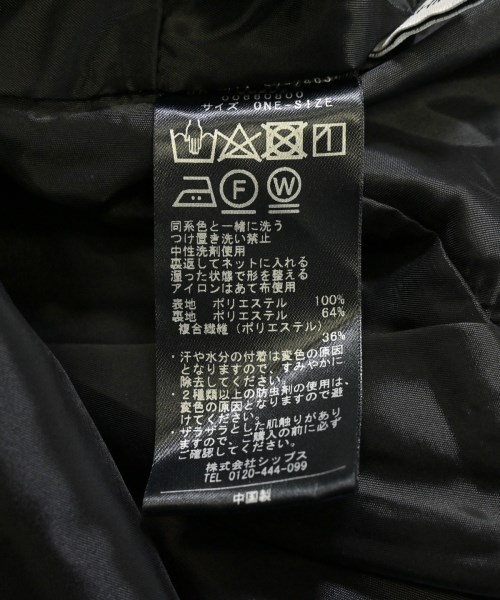 サイズ ONE-SIZE
F W
同系色と一緒に洗う
つけ置き洗い禁止
中性洗剤使用
裏返してネットに入れる
湿った状態で形を整える
アイロンはあて布使用
表地 ポリエステル 100%
裏地 ポリエステル 64%
複合繊維(ポリエステル)
36%
・汗や水分の付着は変色の原因
となりますので、すみやかに
除去してください。
・2種類以上の防虫剤の使用は、
変色の原因となりますので避
けてください。
・ザラザラとした肌触りがあり
ますので、ご購入の前に必ず
ご確認してください。
株式会社シップス
TEL 0120-444-099
中国製